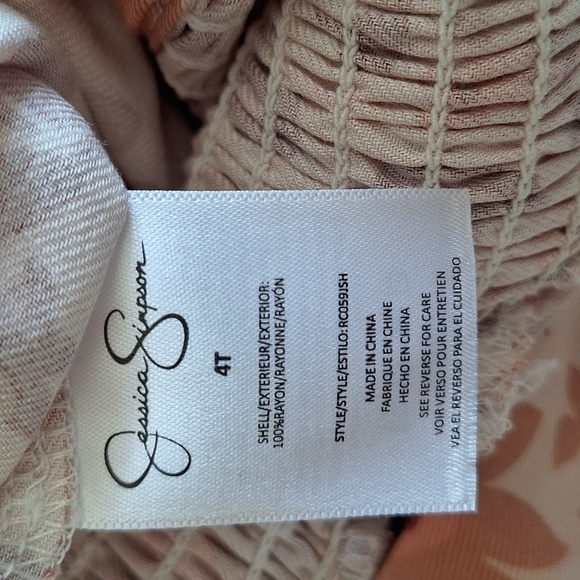 Jessica Simpson
4T
SHELL/EXTERIEUR/EXTERIOR:
100%RAYON/RAYONNE/RAYÓN
STYLE/STYLE/ESTILO: RC059JSH
MADE IN CHINA
FABRIQUE EN CHINE
HECHO EN CHINA
SEE REVERSE FOR CARE
VOIR VERSO POUR ENTRETIEN
VEA EL REVERSO PARA EL CUIDADO